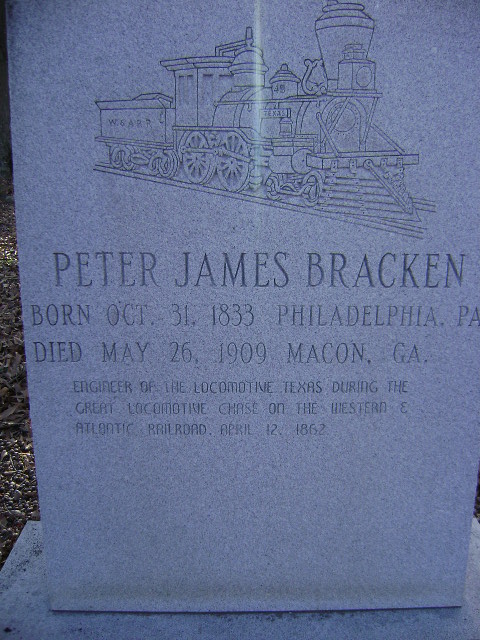 W & A R R
TEXAS
PETER JAMES BRACKEN
BORN OCT. 31, 1833 PHILADELPHIA, PA
DIED MAY 26, 1909 MACON, GA.
ENGINEER OF THE LOCOMOTIVE TEXAS DURING THE
GREAT LOCOMOTIVE CHASE ON THE WESTERN &
ATLANTIC RAILROAD, APRIL 12, 1862